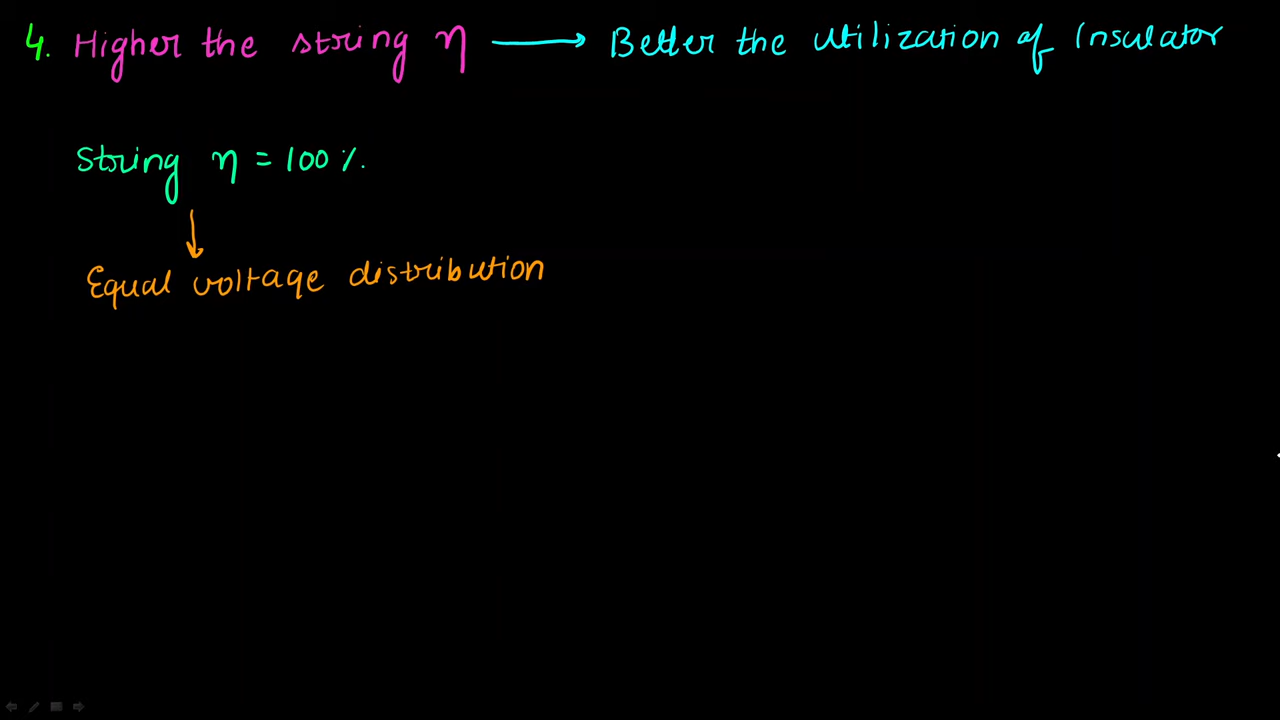 4. Higher the string η ⟶ Better the utilization of Insulator
String η = 100 %.
↓
Equal voltage distribution